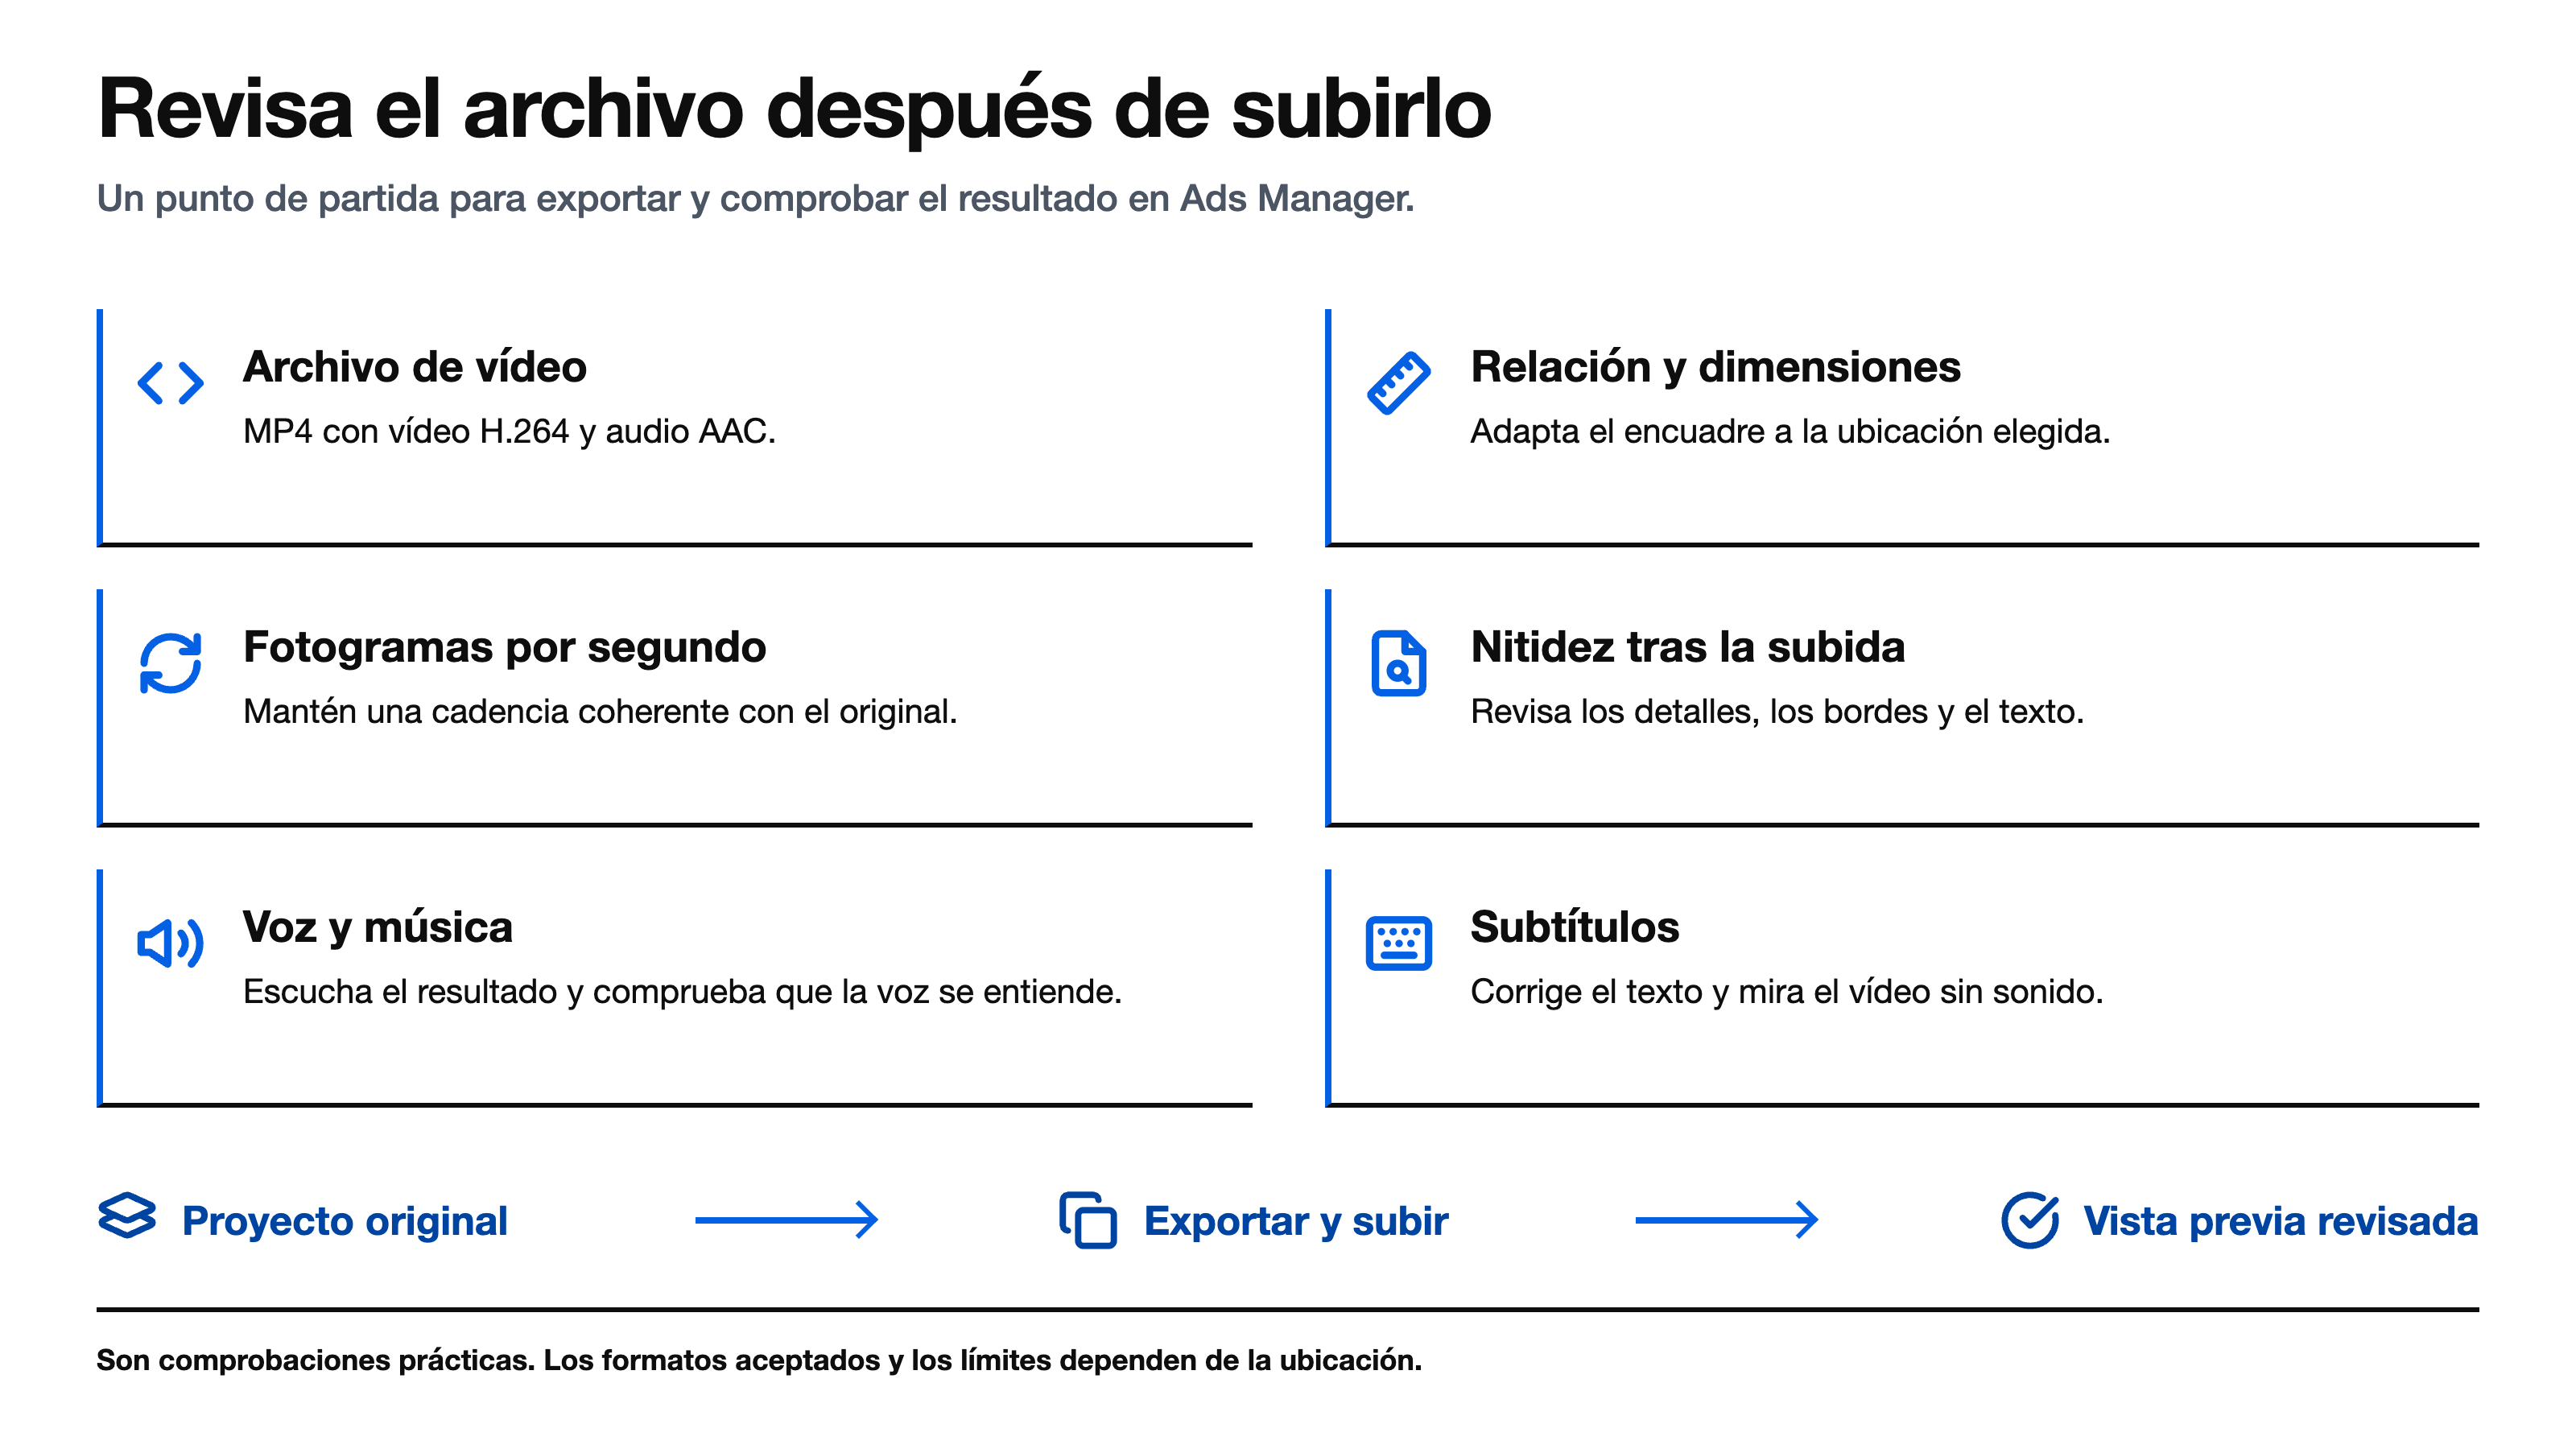 Revisa el archivo después de subirlo
Un punto de partida para exportar y comprobar el resultado en Ads Manager.
Archivo de vídeo
MP4 con vídeo H.264 y audio AAC.
Relación y dimensiones
Adapta el encuadre a la ubicación elegida.
Fotogramas por segundo
Mantén una cadencia coherente con el original.
Nitidez tras la subida
Revisa los detalles, los bordes y el texto.
Voz y música
Escucha el resultado y comprueba que la voz se entiende.
Subtítulos
Corrige el texto y mira el vídeo sin sonido.
Proyecto original
Exportar y subir
Vista previa revisada
Son comprobaciones prácticas. Los formatos aceptados y los límites dependen de la ubicación.